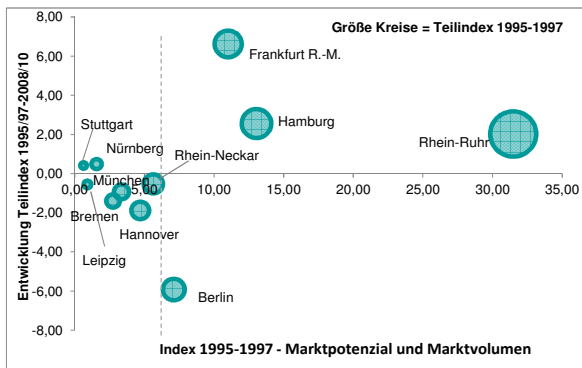 8,00
Größe Kreise = Teilindex 1995-1997
6,00
Frankfurt R.-M.
4,00
Stuttgart
Hamburg
2,00
Nürnberg
Rhein-Neckar
Rhein-Ruhr
0,00
0,00 5,00 10,00 15,00 20,00 25,00 30,00 35,00
München
-2,00
Bremen
Hannover
Leipzig
-4,00
-6,00
Berlin
-8,00
Entwicklung Teilindex 1995/97-2008/10
Index 1995-1997 - Marktpotenzial und Marktvolumen